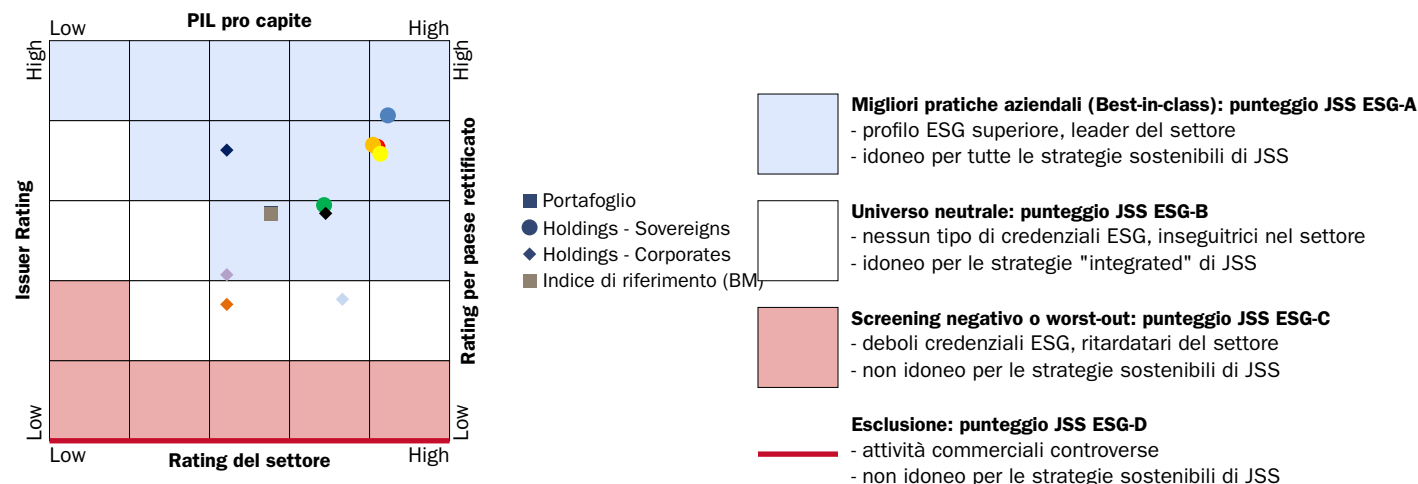 PIL pro capite
Low
High
High
High
Issuer Rating
Rating per paese rettificato
Low
Low
Low
High
Rating del settore
Portafoglio
Holdings - Sovereigns
Holdings - Corporates
Indice di riferimento (BM)
Migliori pratiche aziendali (Best-in-class): punteggio JSS ESG-A
- profilo ESG superiore, leader del settore
- idoneo per tutte le strategie sostenibili di JSS
Universo neutrale: punteggio JSS ESG-B
- nessun tipo di credenziali ESG, inseguitrici nel settore
- idoneo per le strategie "integrated" di JSS
Screening negativo o worst-out: punteggio JSS ESG-C
- deboli credenziali ESG, ritardatari del settore
- non idoneo per le strategie sostenibili di JSS
Esclusione: punteggio JSS ESG-D
- attività commerciali controverse
- non idoneo per le strategie sostenibili di JSS